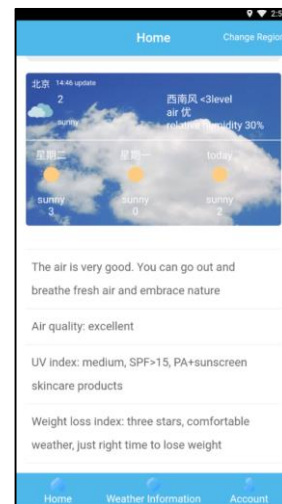 2:5
Home
Change Region
北京 14:46 update
2
sunny
西南风 <3level
air 优
relative humidity 30%
星期二 星期一 today
sunny sunny sunny
3 0 2
The air is very good. You can go out and
breathe fresh air and embrace nature
Air quality: excellent
UV index: medium, SPF>15, PA+sunscreen
skincare products
Weight loss index: three stars, comfortable
weather, just right time to lose weight
Home Weather Information Account